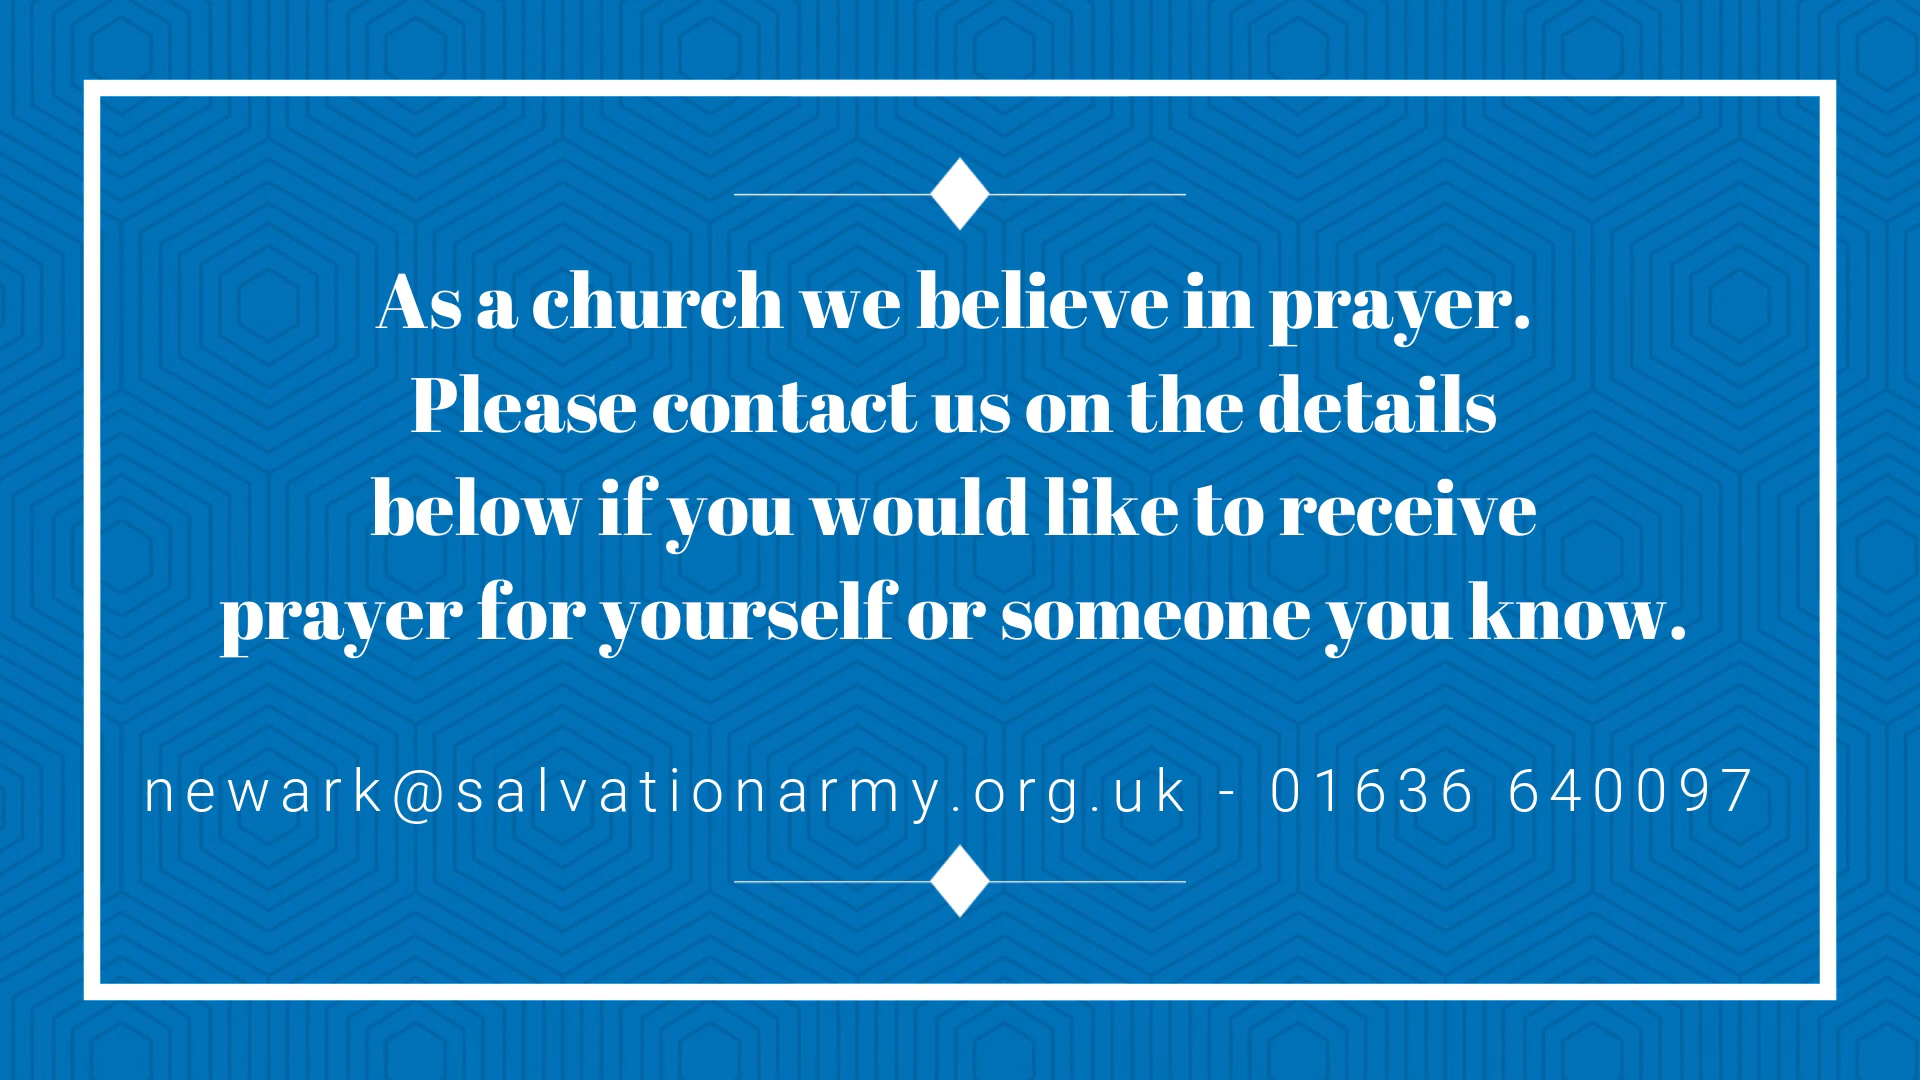 As a church we believe in prayer.
Please contact us on the details
below if you would like to receive
prayer for yourself or someone you know.
newark@salvationarmy.org.uk - 01636 640097